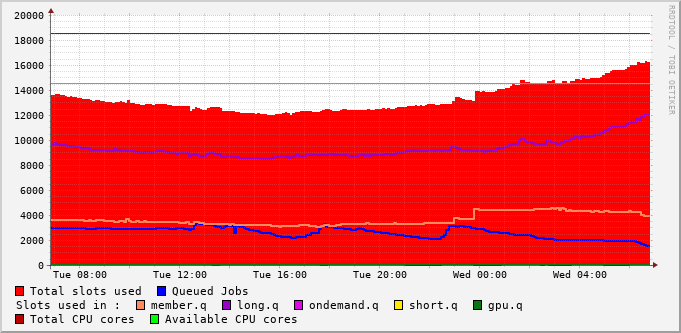 RRDTOOL / TOBI OETIKER
20000
18000
16000
14000
12000
10000
8000
6000
4000
2000
0
Tue 08:00 Tue 12:00 Tue 16:00 Tue 20:00 Wed 00:00 Wed 04:00
Total slots used Queued Jobs
Slots used in : member.q long.q ondemand.q short.q gpu.q
Total CPU cores Available CPU cores